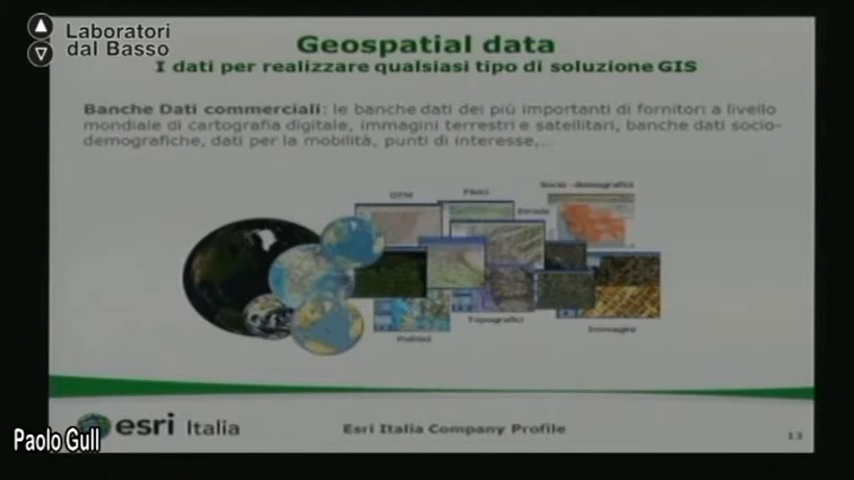 Laboratori
dal Basso
Geospatial data
I dati per realizzare qualsiasi tipo di soluzione GIS
Banche Dati commerciali: le banche dati dei più importanti di fornitori a livello
mondiale di cartografia digitale, immagini terrestri e satellitari, banche dati socio-
demografiche, dati per la mobilità, punti di interesse,...
Socio-demografici
DTM
Fisici
Strade
Topografici
Immagini
Politici
esri Italia
Esri Italia Company Profile
13
Paolo Gull